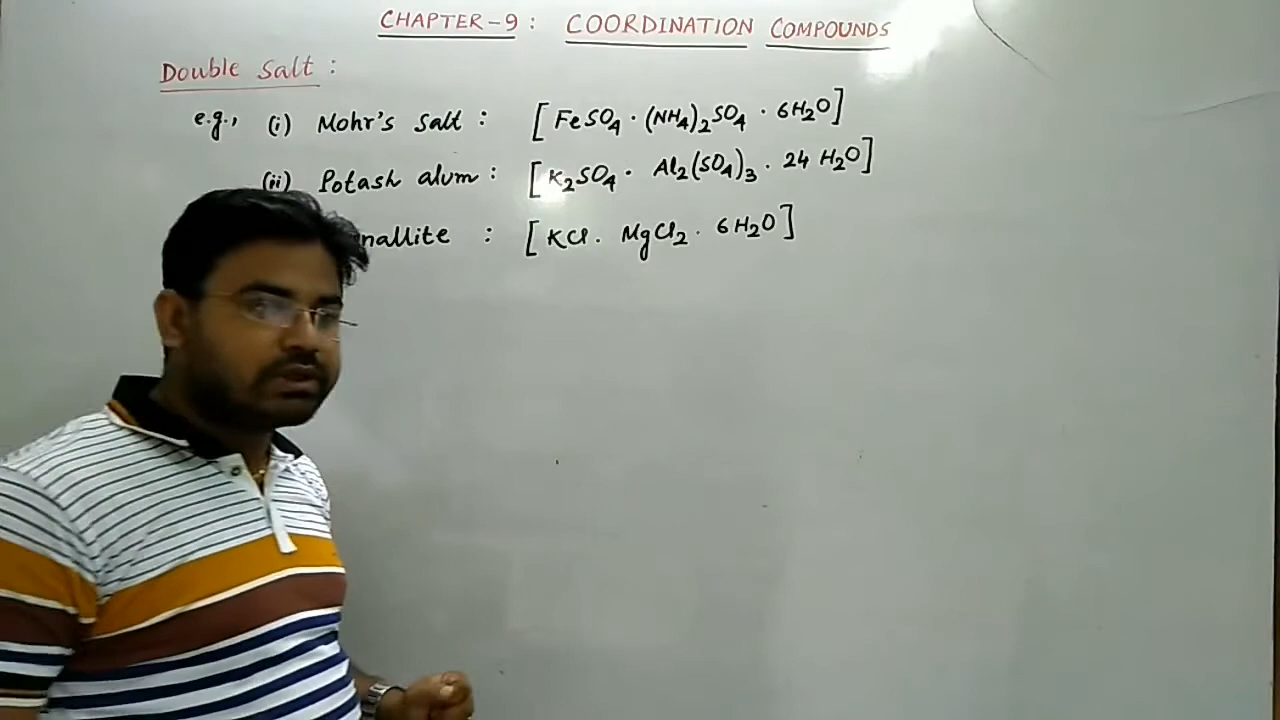 CHAPTER-9: COORDINATION COMPOUNDS
Double Salt:
e.g., (i) Mohr's Salt: [FeSO₄·(NH₄)₂SO₄·6H₂O]
(ii) Potash alum: [K₂SO₄· Al₂(SO₄)₃·24 H₂O]
: [KCl. MgCl₂·6H₂O]